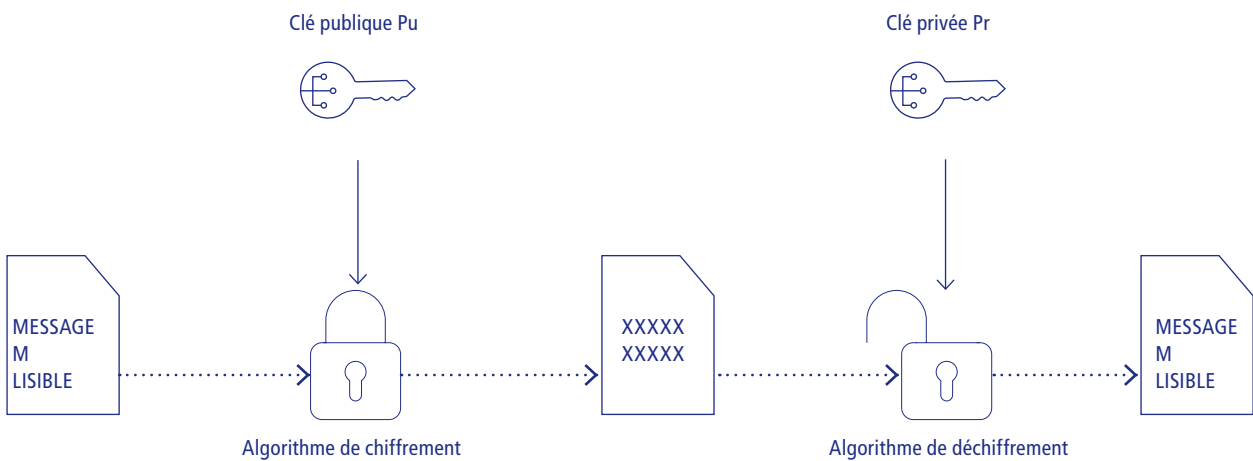 Clé publique Pu
Clé privée Pr
MESSAGE
M
LISIBLE
XXXXX
XXXXX
MESSAGE
M
LISIBLE
Algorithme de chiffrement
Algorithme de déchiffrement